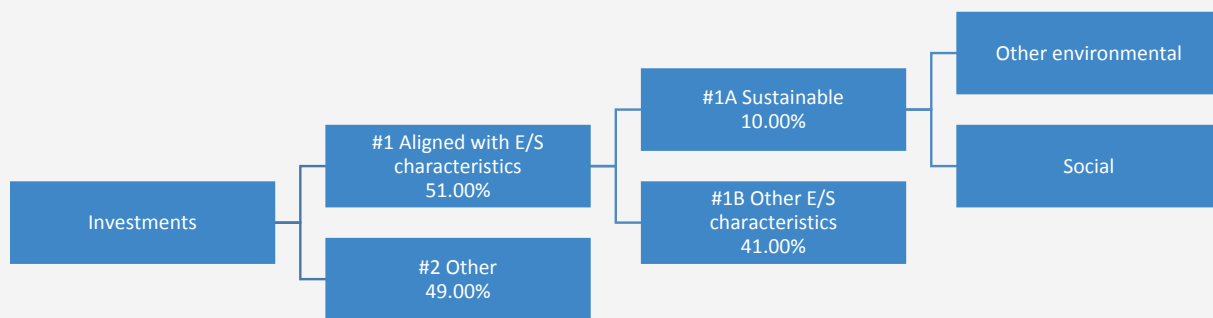 Investments
#1 Aligned with E/S
characteristics
51.00%
#2 Other
49.00%
#1A Sustainable
10.00%
#1B Other E/S
characteristics
41.00%
Other environmental
Social